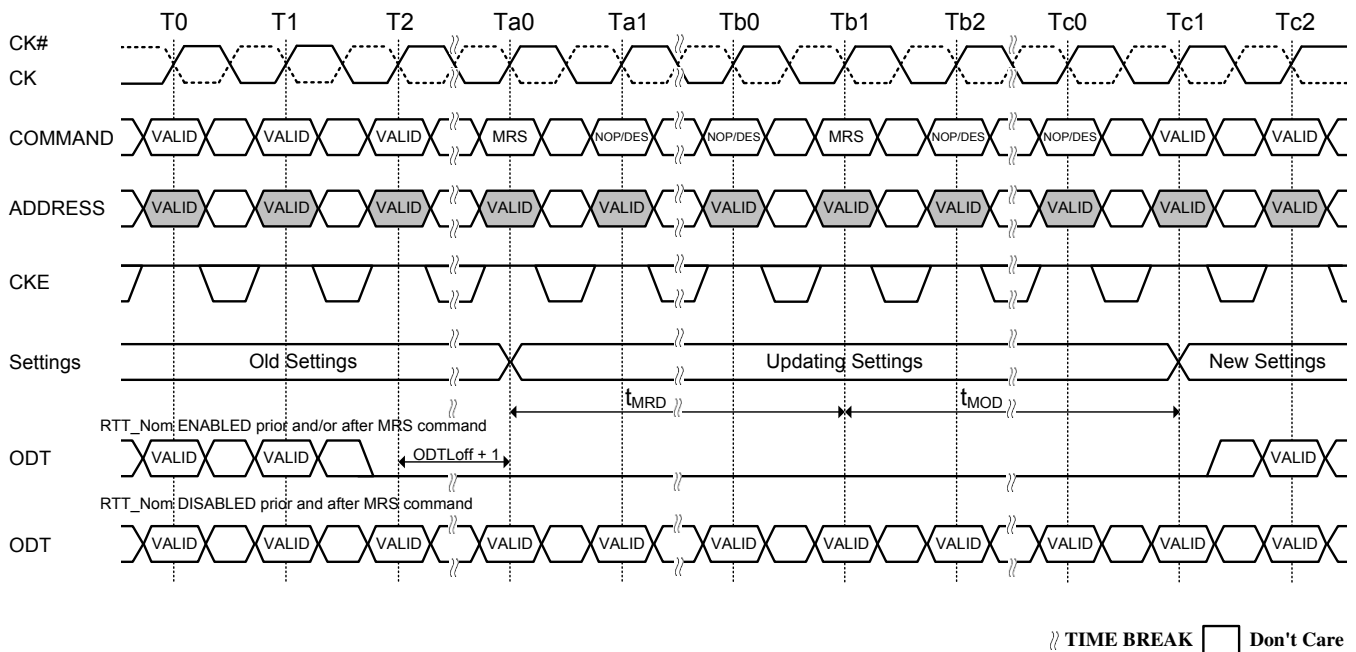 T0 T1 T2 Ta0 Ta1 Tb0 Tb1 Tb2 Tc0 Tc1 Tc2
CK#
CK
COMMAND VALID VALID VALID MRS NOP/DES NOP/DES MRS NOP/DES NOP/DES VALID VALID
ADDRESS VALID VALID VALID VALID VALID VALID VALID VALID VALID VALID VALID
CKE
Settings Old Settings Updating Settings New Settings
tMRD tMOD
RTT_Nom ENABLED prior and/or after MRS command
ODT VALID VALID ODTLoff + 1 VALID
RTT_Nom DISABLED prior and after MRS command
ODT VALID VALID VALID VALID VALID VALID VALID VALID VALID VALID VALID
TIME BREAK Don't Care